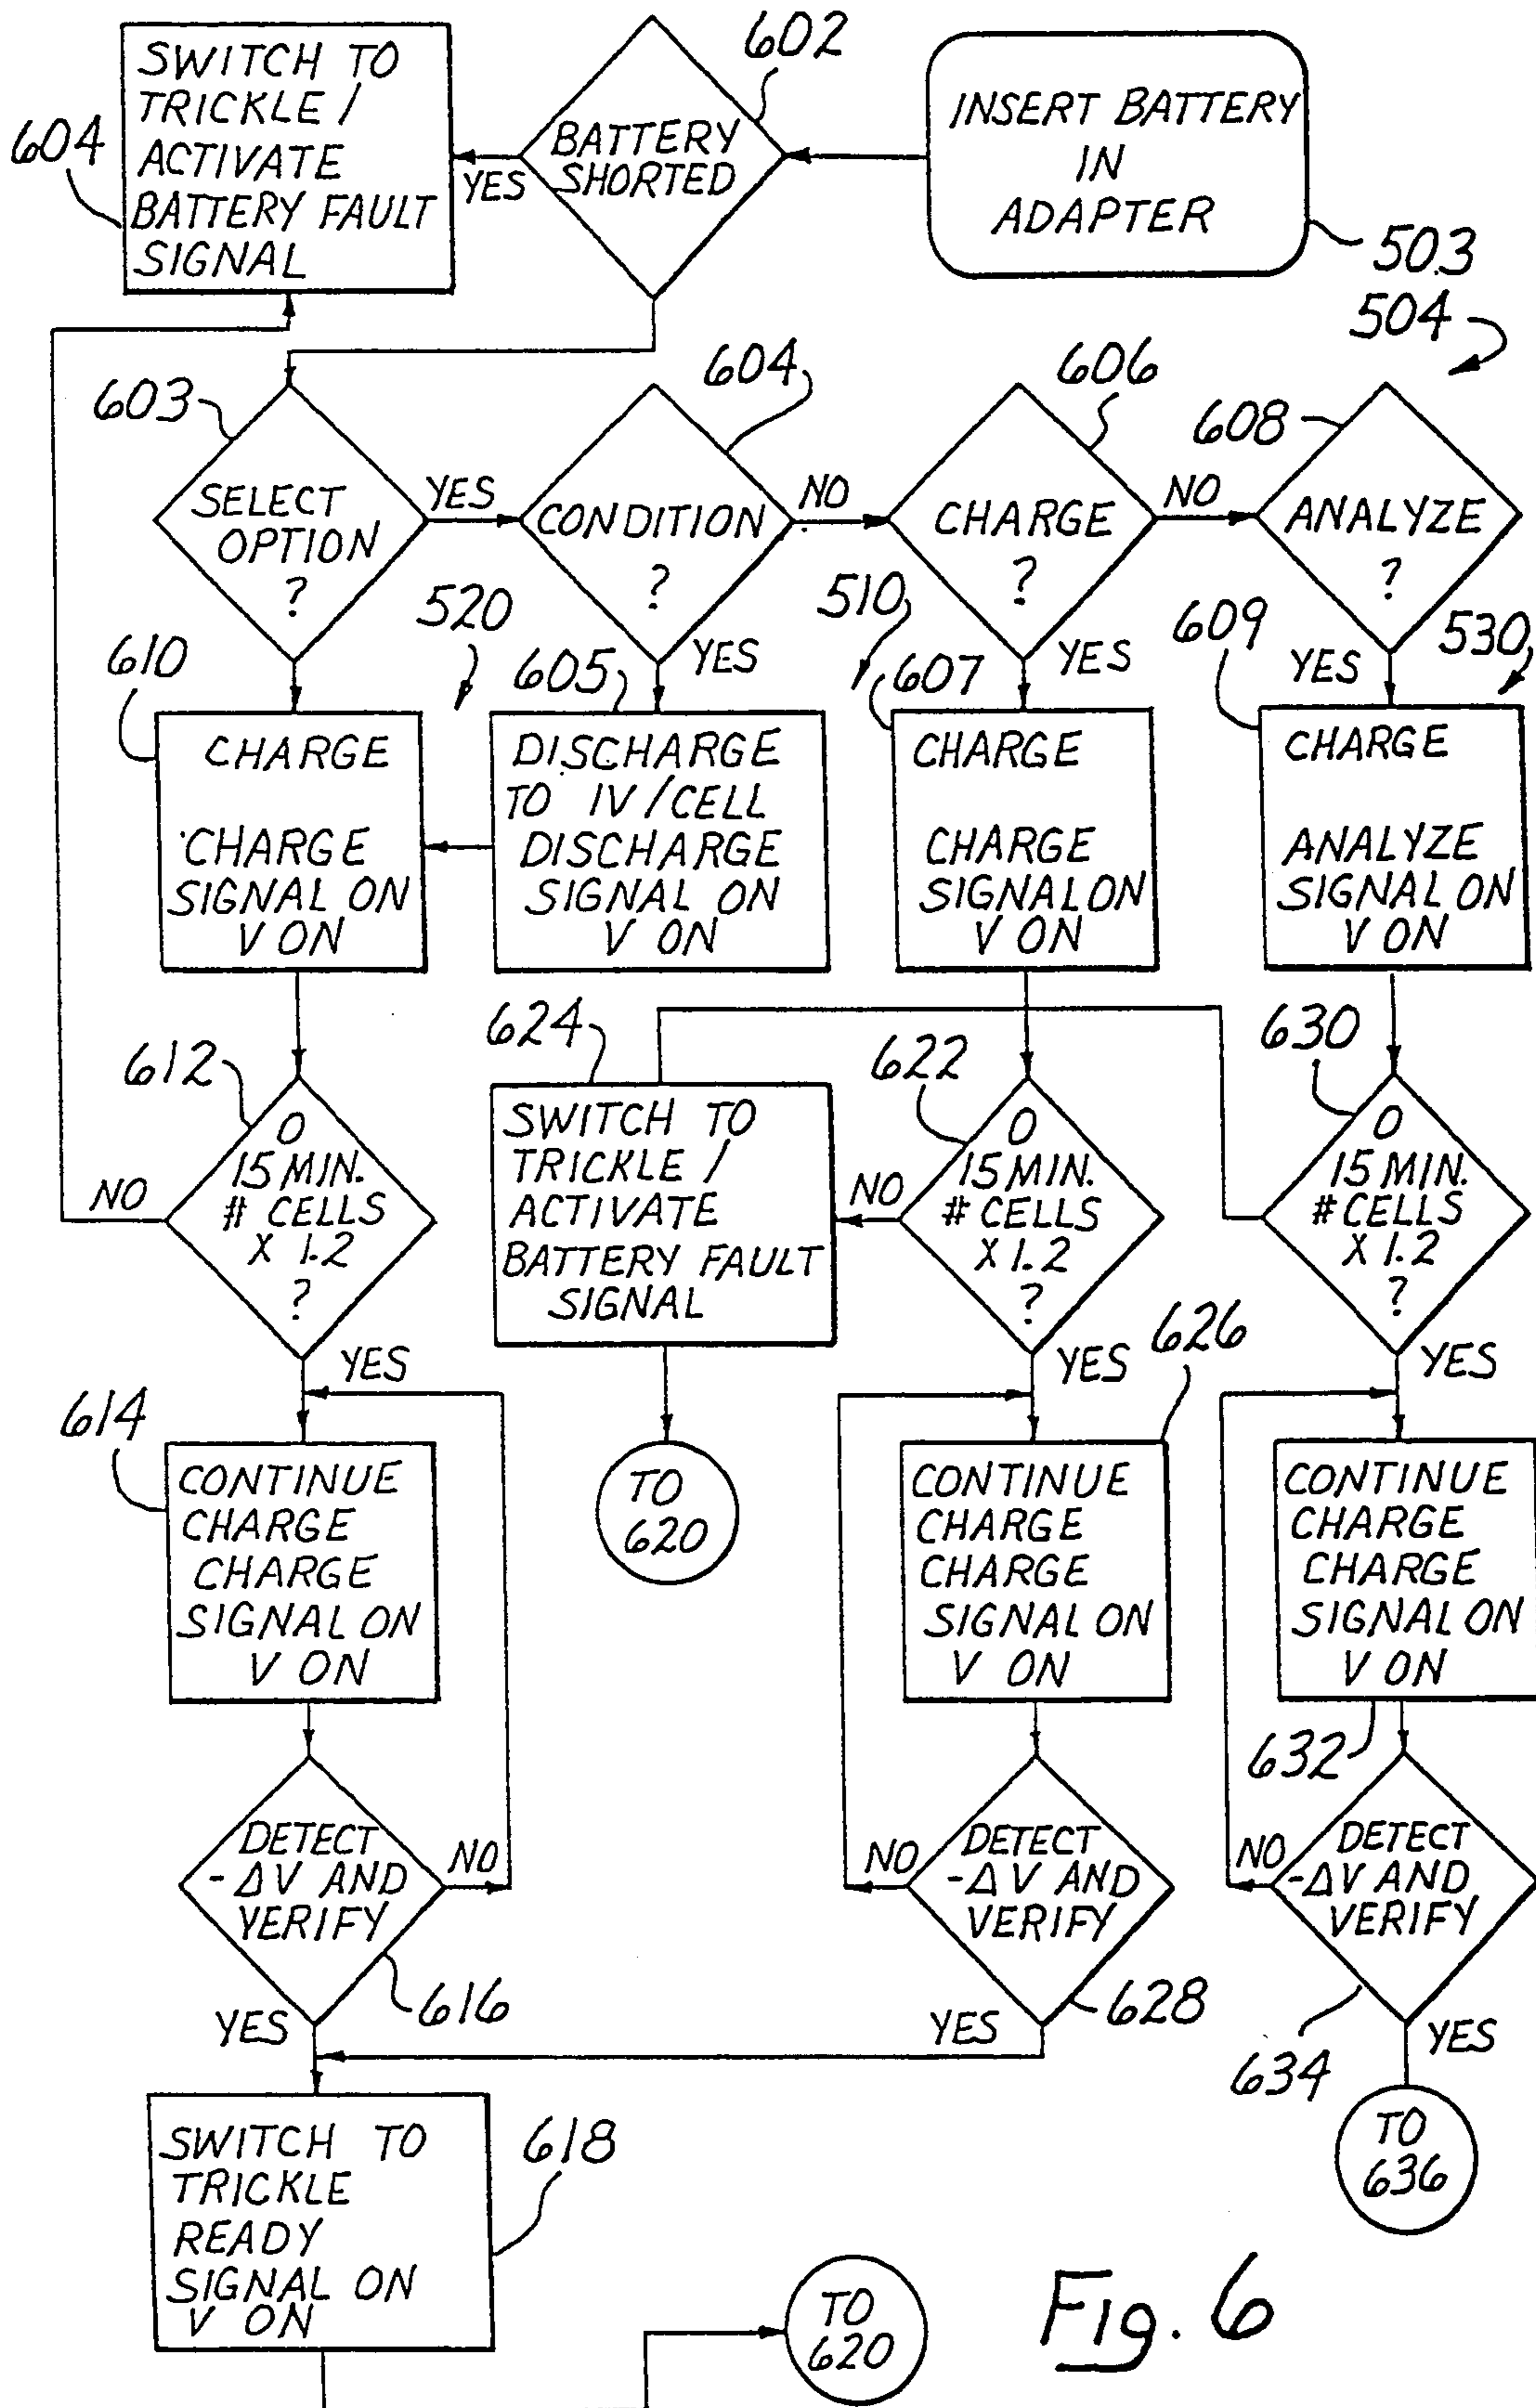 SWITCH TO
TRICKLE /
ACTIVATE
BATTERY FAULT
SIGNAL
604
602
BATTERY
SHORTED
YES
INSERT BATTERY
IN
ADAPTER
503
504
603
SELECT
OPTION
?
YES
604
CONDITION
?
NO
YES
606
CHARGE
?
NO
YES
608
ANALYZE
?
YES
520
510
530
610
CHARGE
CHARGE
SIGNAL ON
V ON
605
DISCHARGE
TO 1V/CELL
DISCHARGE
SIGNAL ON
V ON
607
CHARGE
CHARGE
SIGNAL ON
V ON
609
CHARGE
ANALYZE
SIGNAL ON
V ON
612
0
15 MIN.
# CELLS
X 1.2
?
NO
YES
624
SWITCH TO
TRICKLE /
ACTIVATE
BATTERY FAULT
SIGNAL
622
0
15 MIN.
# CELLS
X 1.2
?
NO
YES
630
0
15 MIN.
# CELLS
X 1.2
?
YES
614
CONTINUE
CHARGE
CHARGE
SIGNAL ON
V ON
TO
620
626
CONTINUE
CHARGE
CHARGE
SIGNAL ON
V ON
CONTINUE
CHARGE
CHARGE
SIGNAL ON
V ON
632
DETECT
-ΔV AND
VERIFY
NO
616
YES
DETECT
-ΔV AND
VERIFY
NO
628
YES
DETECT
-ΔV AND
VERIFY
NO
634
YES
TO
636
SWITCH TO
TRICKLE
READY
SIGNAL ON
V ON
618
TO
620
Fig. 6